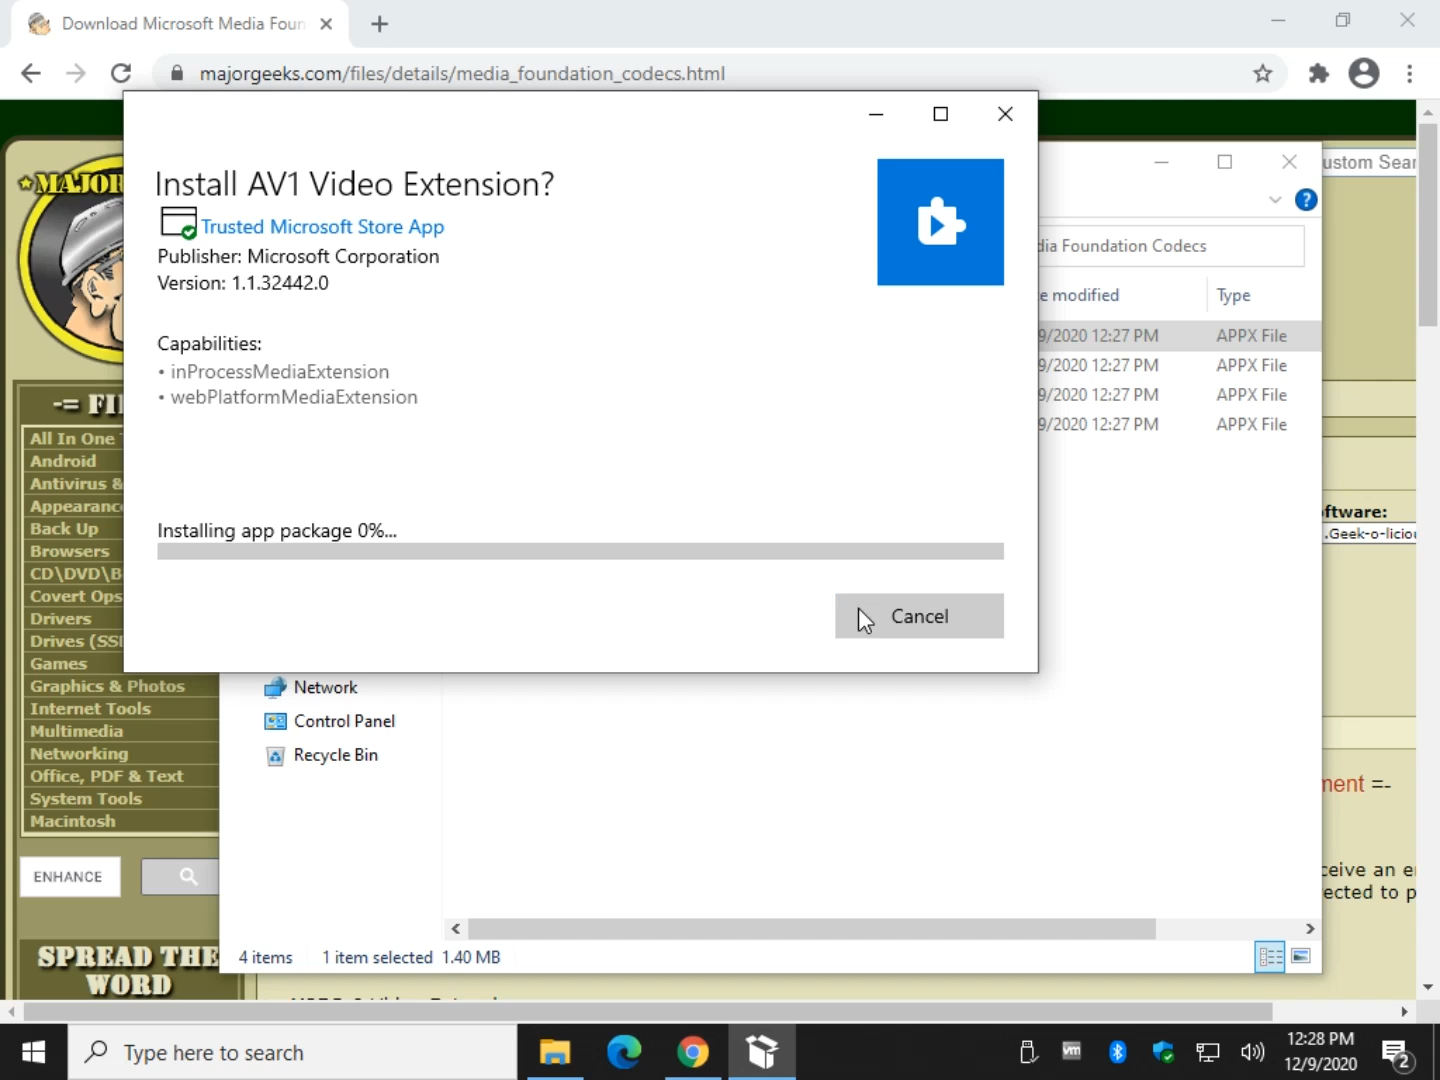 Download Microsoft Media Foun
majorgeeks.com/files/details/media_foundation_codecs.html
MAJOR
ustom Sear
Install AV1 Video Extension?
Trusted Microsoft Store App
Publisher: Microsoft Corporation
Version: 1.1.32442.0
Capabilities:
• inProcessMediaExtension
• webPlatformMediaExtension
Installing app package 0%...
Cancel
dia Foundation Codecs
e modified
Type
9/2020 12:27 PM APPX File
9/2020 12:27 PM APPX File
9/2020 12:27 PM APPX File
9/2020 12:27 PM APPX File
-= FI
All In One
Android
Antivirus &
Appearanc
Back Up
Browsers
CD\DVD\B
Covert Ops
Drivers
Drives (SSD
Games
Graphics & Photos
Internet Tools
Multimedia
Networking
Office, PDF & Text
System Tools
Macintosh
ENHANCE
SPREAD THE
WORD
Network
Control Panel
Recycle Bin
4 items 1 item selected 1.40 MB
ftware:
.Geek-o-liciou
ment =-
ceive an e
ected to p
Type here to search
vm
12:28 PM
12/9/2020
2